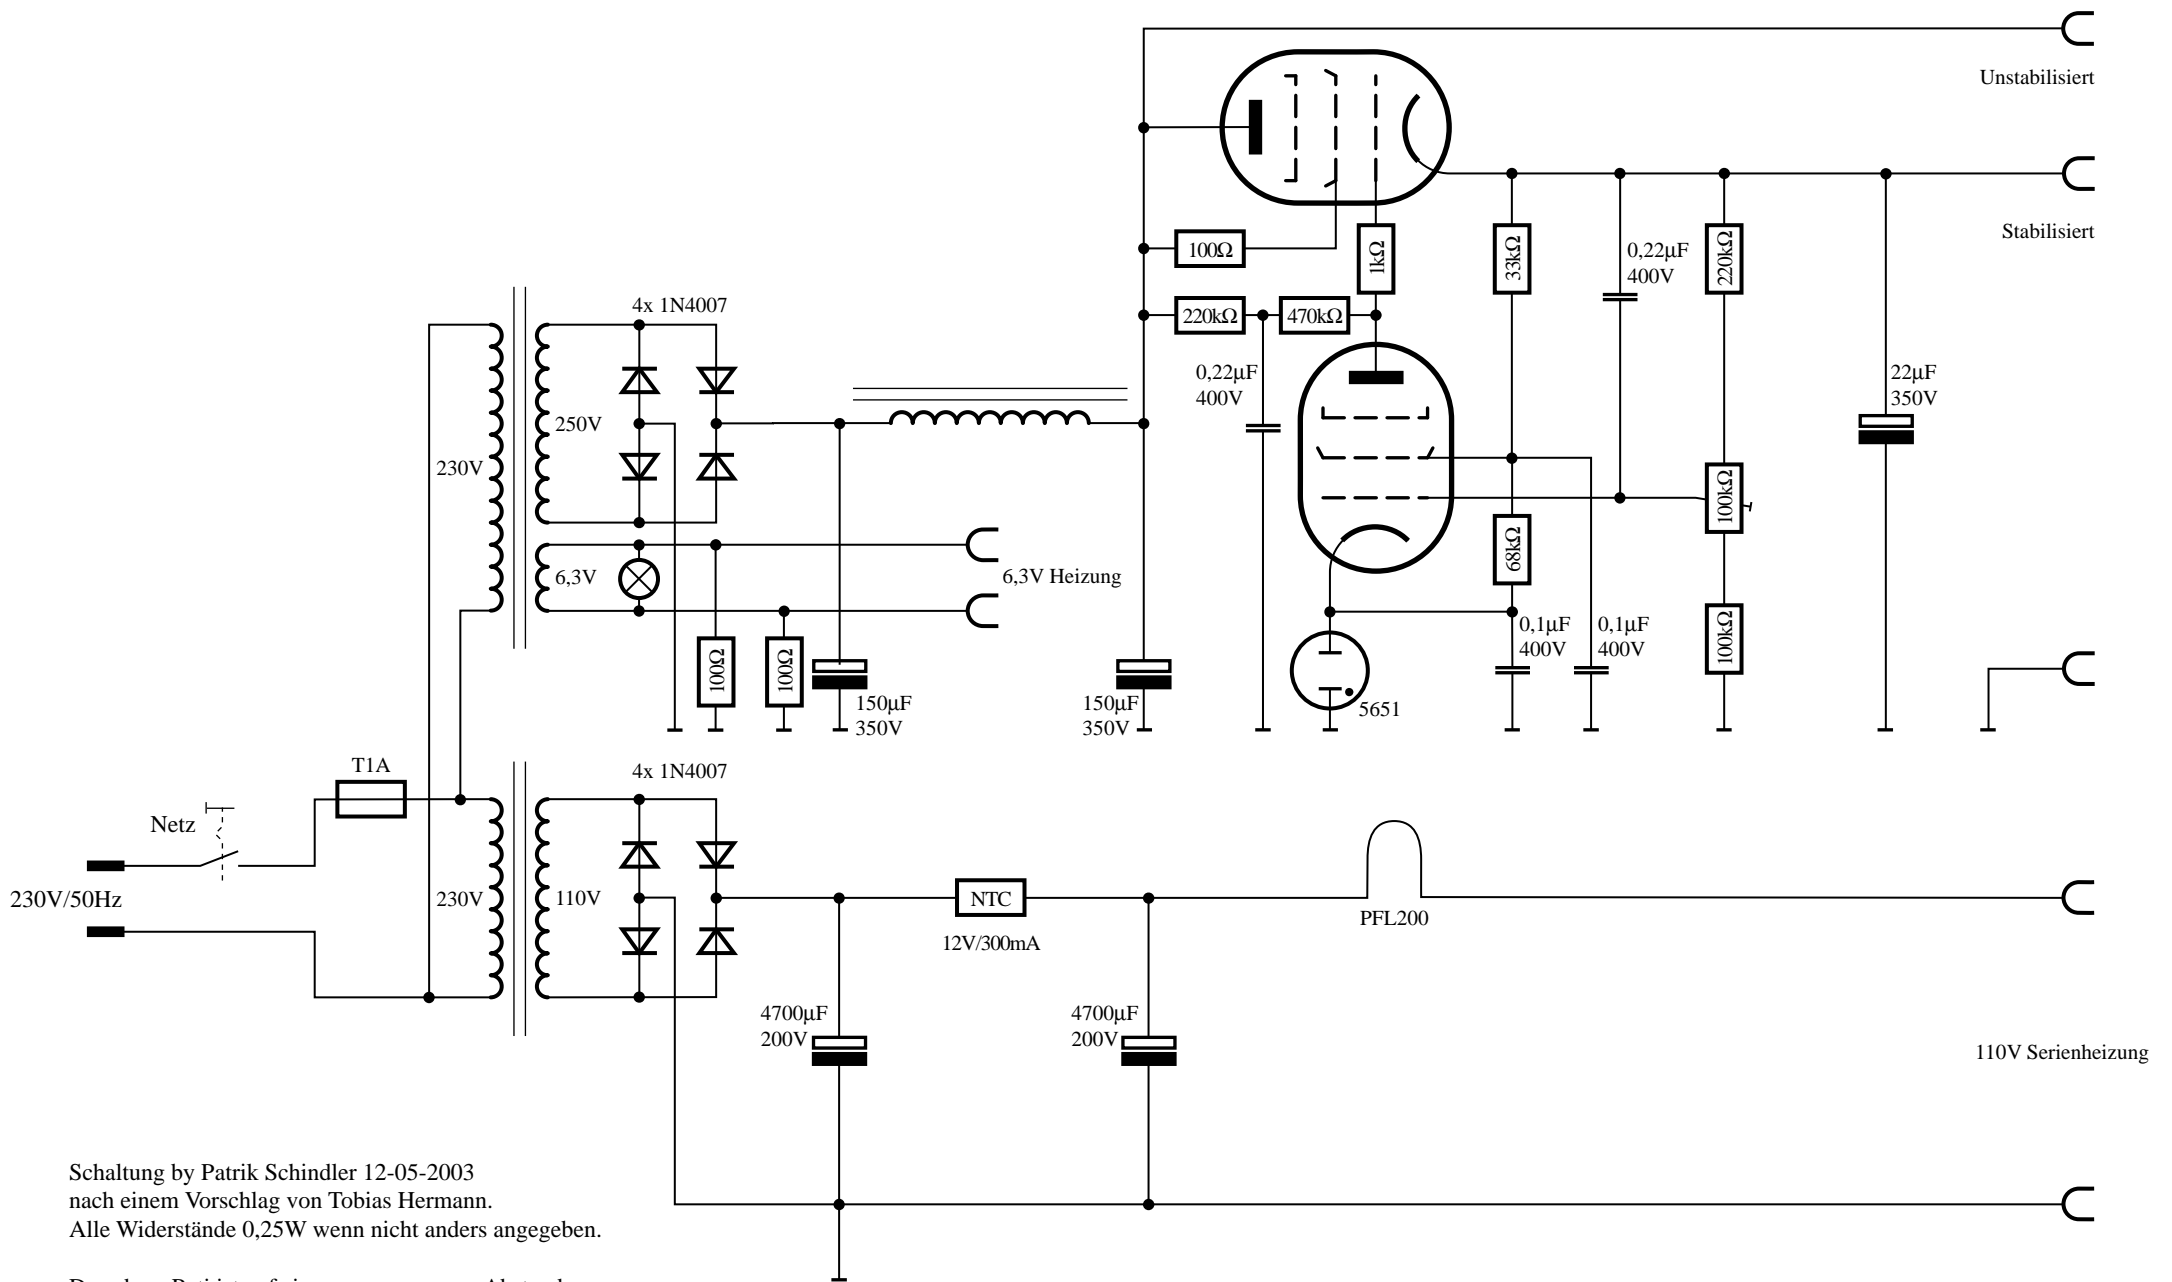 Unstabilisiert
Stabilisiert
100Ω
1kΩ
33kΩ
0,22µF
400V
220kΩ
4x 1N4007
220kΩ
470kΩ
0,22µF
400V
22µF
350V
250V
230V
100kΩ
68kΩ
6,3V
6,3V Heizung
0,1µF
400V
0,1µF
400V
100kΩ
100Ω
100Ω
150µF
350V
150µF
350V
5651
T1A
4x 1N4007
Netz
230V/50Hz
230V
110V
NTC
12V/300mA
PFL200
4700µF
200V
4700µF
200V
110V Serienheizung
Schaltung by Patrik Schindler 12-05-2003
nach einem Vorschlag von Tobias Hermann.
Alle Widerstände 0,25W wenn nicht anders angegeben.